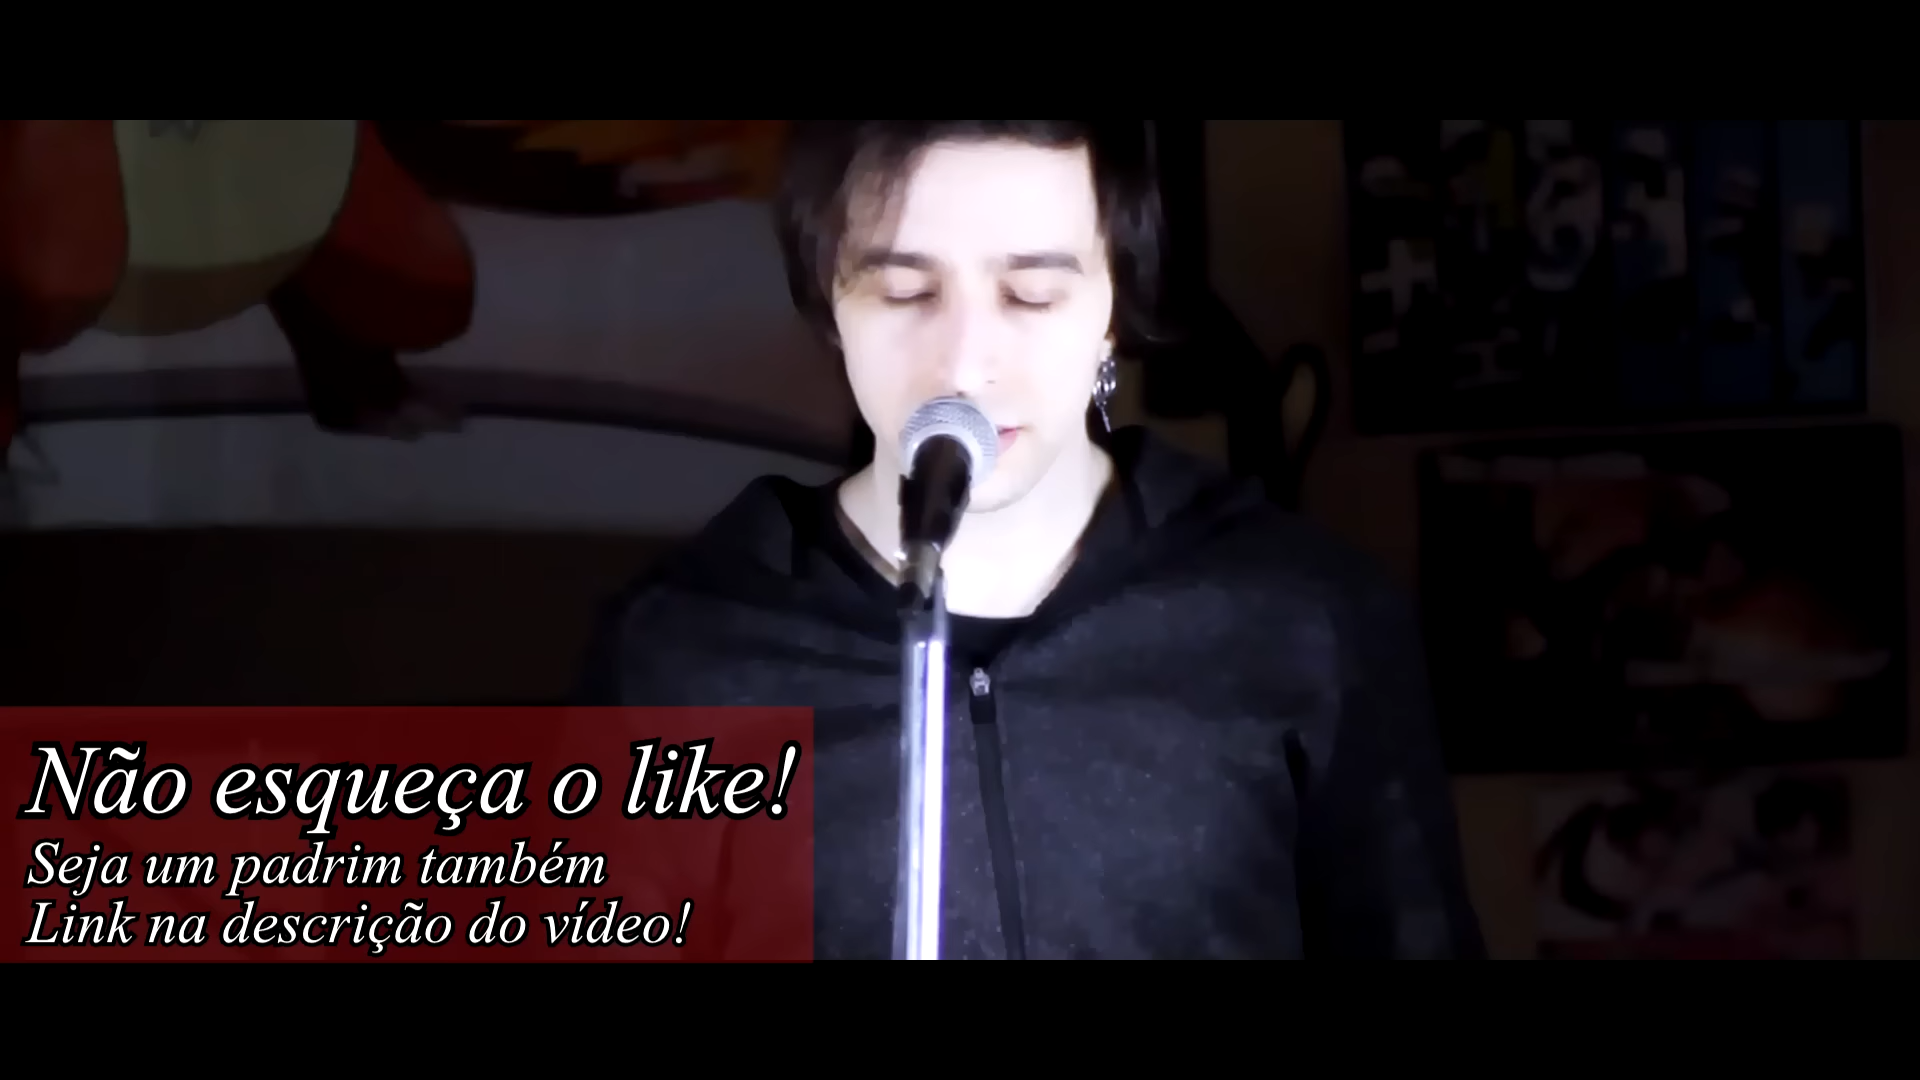 Não esqueça o like!
Seja um padrim também
Link na descrição do vídeo!